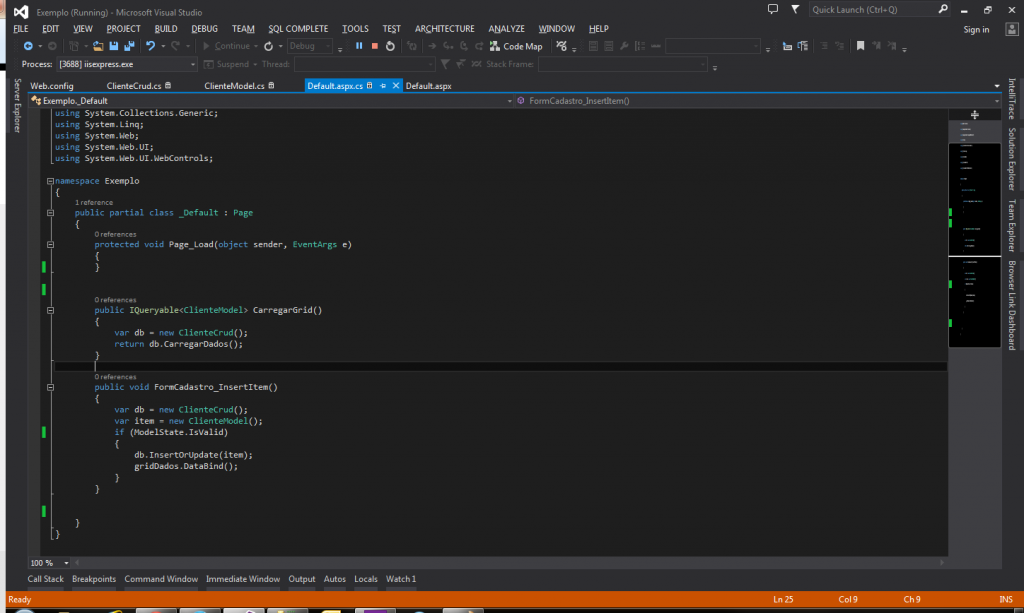 Exemplo (Running) - Microsoft Visual Studio
Quick Launch (Ctrl+Q)
FILE EDIT VIEW PROJECT BUILD DEBUG TEAM SQL COMPLETE TOOLS TEST ARCHITECTURE ANALYZE WINDOW HELP
Sign in
Continue Debug Code Map
Process: [3688] iisexpress.exe Suspend Thread: Stack Frame:
Server Explorer
Web.config ClienteCrud.cs ClienteModel.cs Default.aspx.cs Default.aspx
Exemplo._Default FormCadastro_InsertItem()
using System.Collections.Generic;
using System.Linq;
using System.Web;
using System.Web.UI;
using System.Web.UI.WebControls;
namespace Exemplo
{
1 reference
public partial class _Default : Page
{
0 references
protected void Page_Load(object sender, EventArgs e)
{
}
0 references
public IQueryable<ClienteModel> CarregarGrid()
{
var db = new ClienteCrud();
return db.CarregarDados();
}
0 references
public void FormCadastro_InsertItem()
{
var db = new ClienteCrud();
var item = new ClienteModel();
if (ModelState.IsValid)
{
db.InsertOrUpdate(item);
gridDados.DataBind();
}
}
}
}
IntelliTrace
Solution Explorer
Team Explorer
Browser Link Dashboard
100 %
Call Stack Breakpoints Command Window Immediate Window Output Autos Locals Watch 1
Ready Ln 25 Col 9 Ch 9 INS